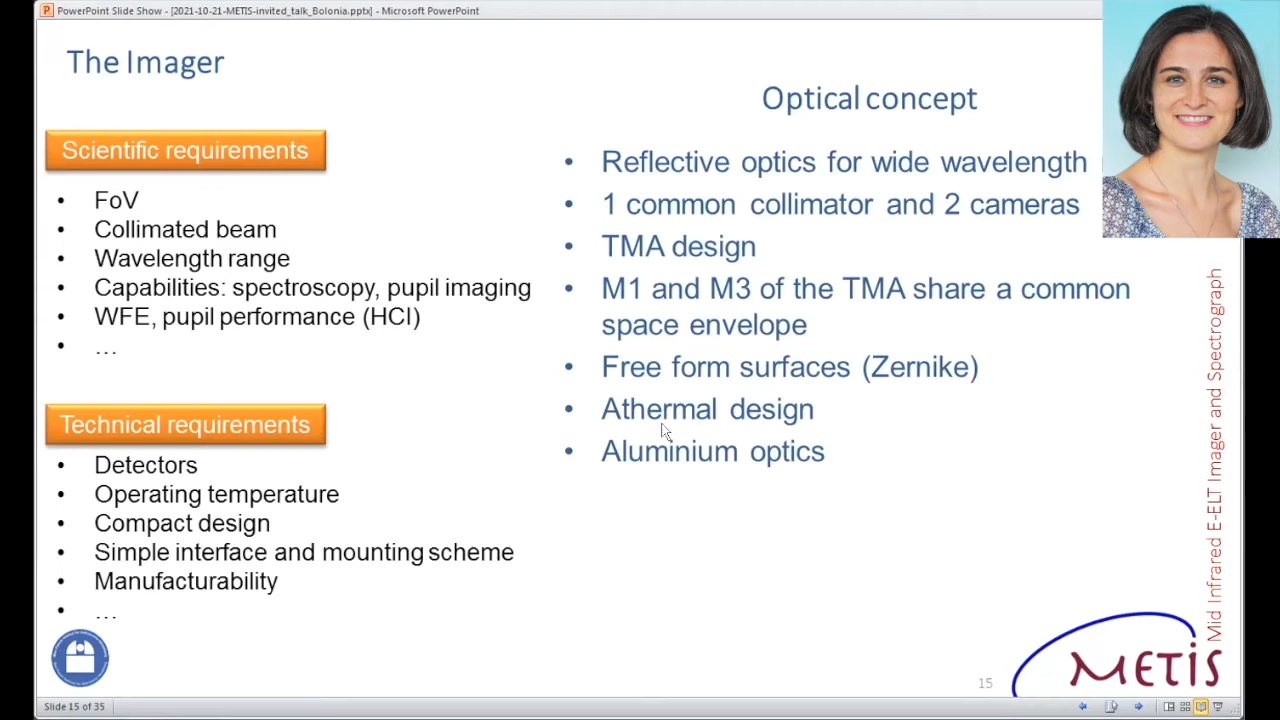 PowerPoint Slide Show - [2021-10-21-METIS-invited_talk_Bolonia.pptx] - Microsoft PowerPoint
The Imager
Scientific requirements
• FoV
• Collimated beam
• Wavelength range
• Capabilities: spectroscopy, pupil imaging
• WFE, pupil performance (HCI)
• …
Technical requirements
• Detectors
• Operating temperature
• Compact design
• Simple interface and mounting scheme
• Manufacturability
• …
Optical concept
• Reflective optics for wide wavelength
• 1 common collimator and 2 cameras
• TMA design
• M1 and M3 of the TMA share a common
space envelope
• Free form surfaces (Zernike)
• Athermal design
• Aluminium optics
Mid Infrared E-ELT Imager and Spectrograph
METIS
15
Slide 15 of 35